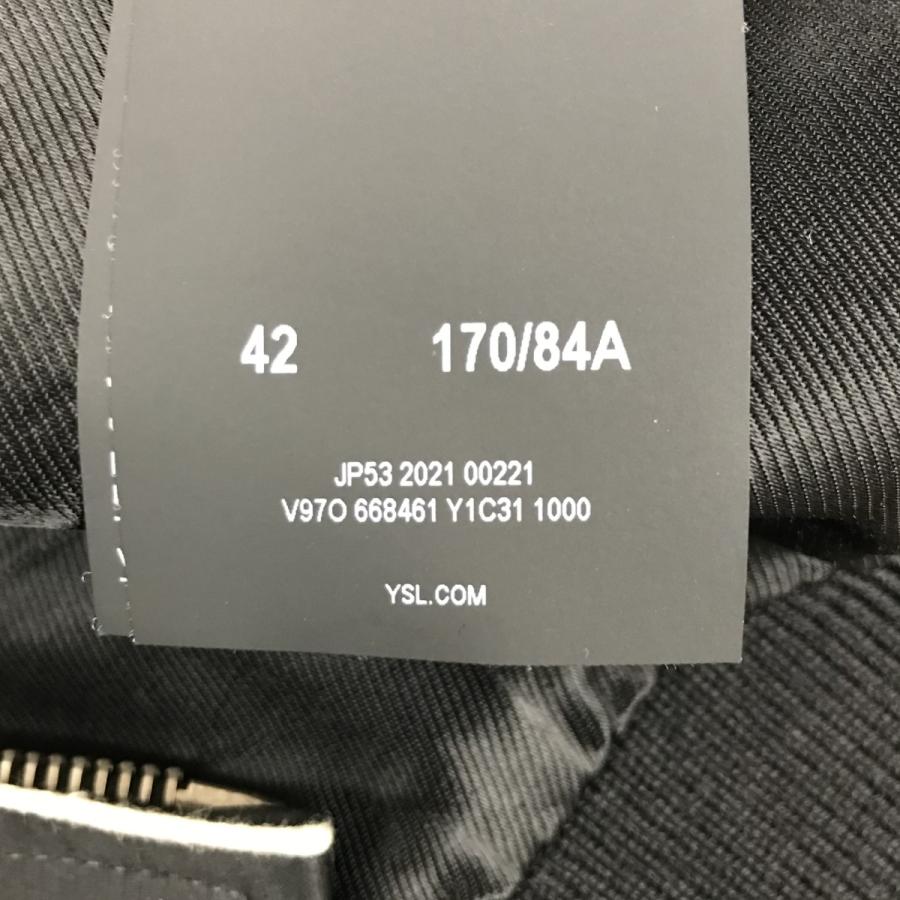 42 170/84A
JP53 2021 00221
V97O 668461 Y1C31 1000
YSL.COM